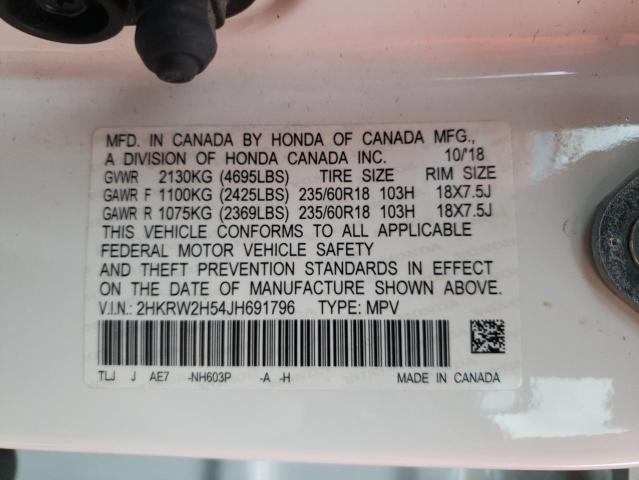 MFD. IN CANADA BY HONDA OF CANADA MFG.,
A DIVISION OF HONDA CANADA INC. 10/'18
GVWR 2130KG (4695LBS) TIRE SIZE RIM SIZE
GAWR F 1100KG (2425LBS) 235/60R18 103H 18X7.5J
GAWR R 1075KG (2369LBS) 235/60R18 103H 18X7.5J
THIS VEHICLE CONFORMS TO ALL APPLICABLE
FEDERAL MOTOR VEHICLE SAFETY
AND THEFT PREVENTION STANDARDS IN EFFECT
ON THE DATE OF MANUFACTURE SHOWN ABOVE.
V.I.N.: 2HKRW2H54JH691796 TYPE: MPV
TLJ J AE7 -NH603P -A -H MADE IN CANADA